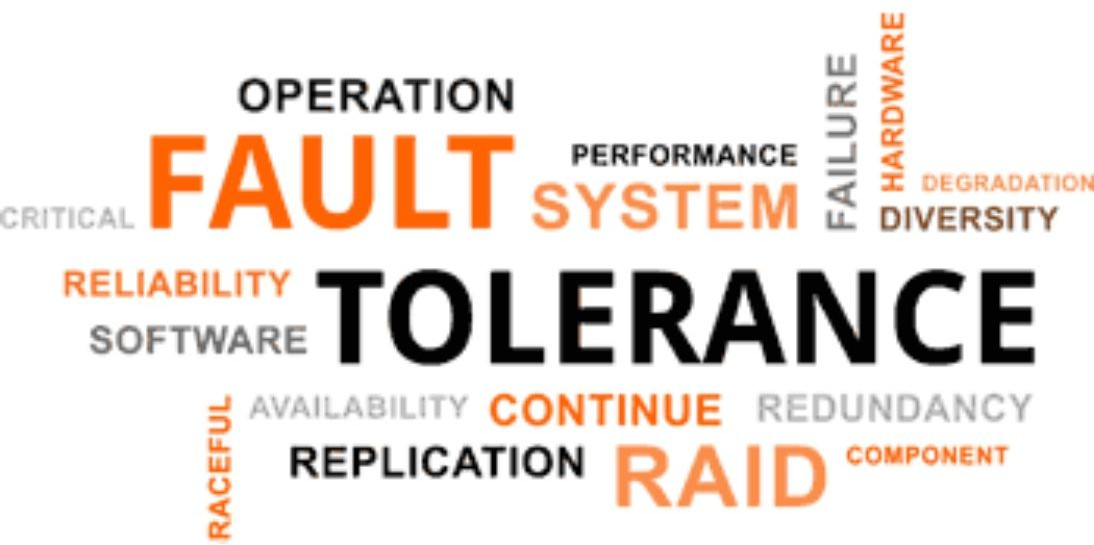 HARDWARE
FAILURE
OPERATION
FAULT
PERFORMANCE
DEGRADATION
CRITICAL
SYSTEM
DIVERSITY
RELIABILITY
TOLERANCE
SOFTWARE
RACEFUL
AVAILABILITY
CONTINUE
REDUNDANCY
REPLICATION
RAID
COMPONENT